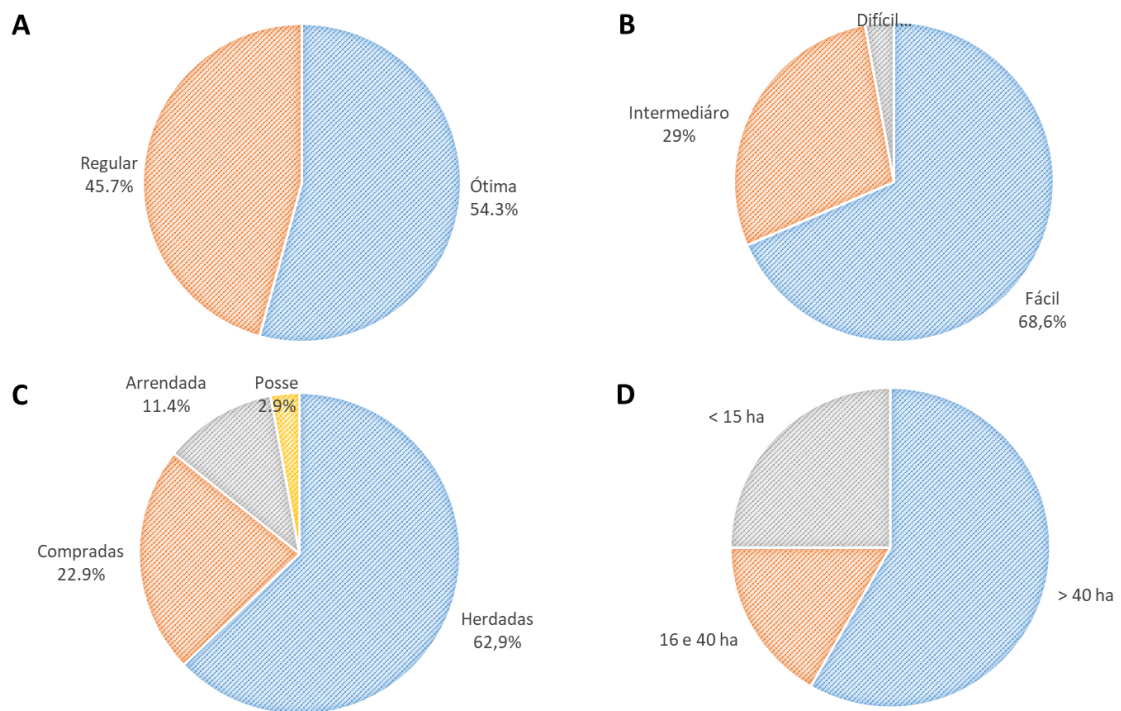 A
Regular
45.7%
Ótima
54.3%
B
Difícil...
Intermediáro
29%
Fácil
68,6%
C
Arrendada
11.4%
Posse
2.9%
Compradas
22.9%
Herdadas
62,9%
D
< 15 ha
16 e 40 ha
> 40 ha